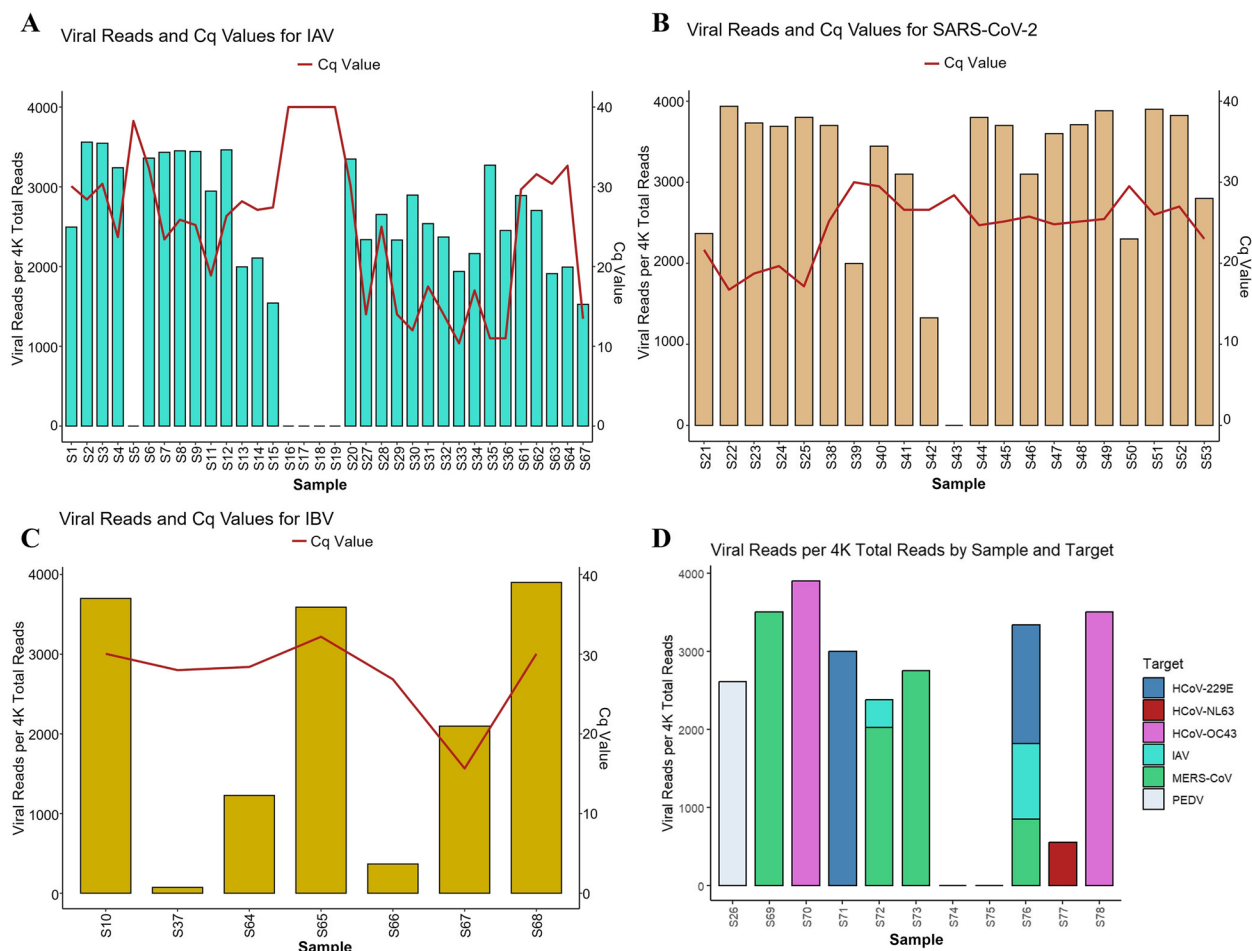 A
Viral Reads and Cq Values for IAV
Cq Value
Viral Reads per 4K Total Reads
4000
3000
2000
1000
0
40
30
20
10
0
Cq Value
S1 S2 S3 S4 S5 S6 S7 S8 S9 S11 S12 S13 S14 S15 S16 S17 S18 S19 S20 S27 S28 S29 S30 S31 S32 S33 S34 S35 S36 S61 S62 S63 S64 S67
Sample
B
Viral Reads and Cq Values for SARS-CoV-2
Cq Value
Viral Reads per 4K Total Reads
4000
3000
2000
1000
0
40
30
20
10
0
Cq Value
S21 S22 S23 S24 S25 S38 S39 S40 S41 S42 S43 S44 S45 S46 S47 S48 S49 S50 S51 S52 S53
Sample
C
Viral Reads and Cq Values for IBV
Cq Value
Viral Reads per 4K Total Reads
4000
3000
2000
1000
0
40
30
20
10
0
Cq Value
S10 S37 S64 S65 S66 S67 S68
Sample
D
Viral Reads per 4K Total Reads by Sample and Target
Viral Reads per 4K Total Reads
4000
3000
2000
1000
0
S26 S69 S70 S71 S72 S73 S74 S75 S76 S77 S78
Sample
Target
HCoV-229E
HCoV-NL63
HCoV-OC43
IAV
MERS-CoV
PEDV